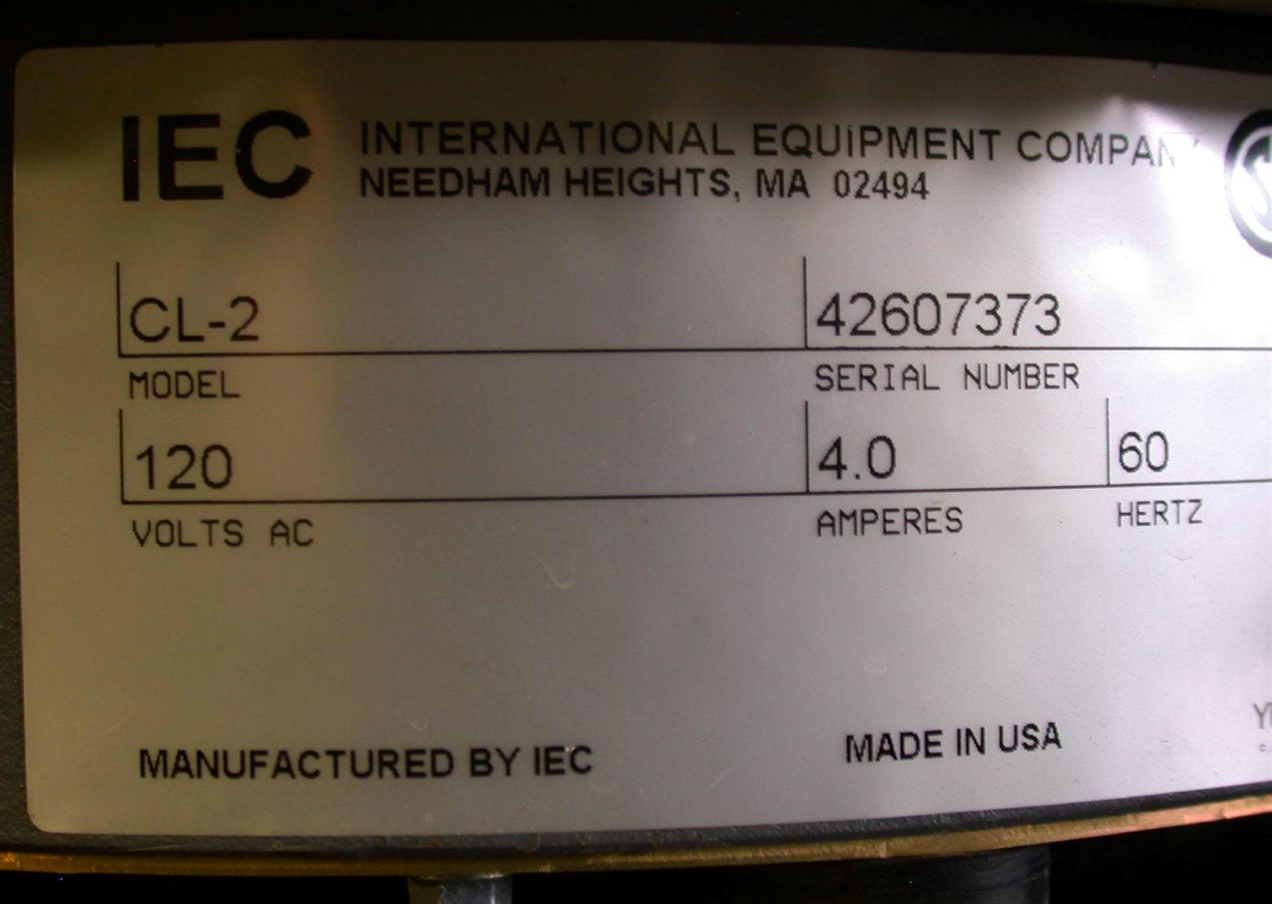 IEC INTERNATIONAL EQUIPMENT COMPANY
NEEDHAM HEIGHTS, MA 02494
CL-2 42607373
MODEL SERIAL NUMBER
120 4.0 60
VOLTS AC AMPERES HERTZ
MANUFACTURED BY IEC MADE IN USA